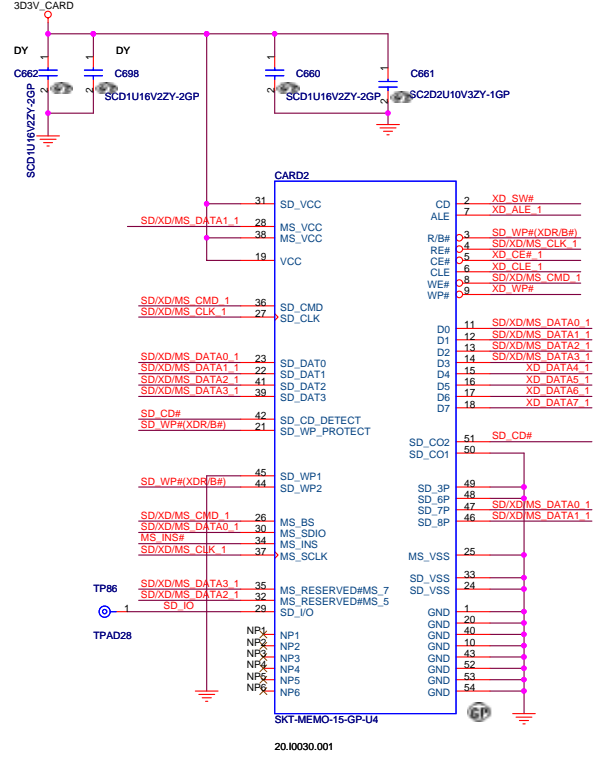 3D3V_CARD
DY
DY
C662
C698
C660
C661
SCD1U16V2ZY-2GP
SCD1U16V2ZY-2GP
SCD1U16V2ZY-2GP
SC2D2U10V3ZY-1GP
1
2
1
2
1
2
1
2
CARD2
31 SD_VCC
SD/XD/MS_DATA1_1 28 MS_VCC
38 MS_VCC
19 VCC
SD/XD/MS_CMD_1 36 SD_CMD
SD/XD/MS_CLK_1 27 SD_CLK
SD/XD/MS_DATA0_1 23 SD_DAT0
SD/XD/MS_DATA1_1 22 SD_DAT1
SD/XD/MS_DATA2_1 41 SD_DAT2
SD/XD/MS_DATA3_1 39 SD_DAT3
SD_CD# 42 SD_CD_DETECT
SD_WP#(XDR/B#) 21 SD_WP_PROTECT
45 SD_WP1
SD_WP#(XDR/B#) 44 SD_WP2
SD/XD/MS_CMD_1 26 MS_BS
SD/XD/MS_DATA0_1 30 MS_SDIO
MS_INS# 34 MS_INS
SD/XD/MS_CLK_1 37 MS_SCLK
SD/XD/MS_DATA3_1 35 MS_RESERVED#MS_7
SD/XD/MS_DATA2_1 32 MS_RESERVED#MS_5
TP86
1 SD_IO 29 SD_I/O
TPAD28
NP1 NP1
NP2 NP2
NP3 NP3
NP4 NP4
NP5 NP5
NP6 NP6
CD 2 XD_SW#
ALE 7 XD_ALE_1
R/B# 3 SD_WP#(XDR/B#)
RE# 4 SD/XD/MS_CLK_1
CE# 5 XD_CE#_1
CLE 6 XD_CLE_1
WE# 8 SD/XD/MS_CMD_1
WP# 9 XD_WP#
D0 11 SD/XD/MS_DATA0_1
D1 12 SD/XD/MS_DATA1_1
D2 13 SD/XD/MS_DATA2_1
D3 14 SD/XD/MS_DATA3_1
D4 15 XD_DATA4_1
D5 16 XD_DATA5_1
D6 17 XD_DATA6_1
D7 18 XD_DATA7_1
SD_CO2 51 SD_CD#
SD_CO1 50
SD_3P 49
SD_6P 48
SD_7P 47 SD/XD/MS_DATA0_1
SD_8P 46 SD/XD/MS_DATA1_1
MS_VSS 25
SD_VSS 33
SD_VSS 24
GND 1
GND 20
GND 40
GND 10
GND 43
GND 52
GND 53
GND 54
GP
SKT-MEMO-15-GP-U4
20.I0030.001